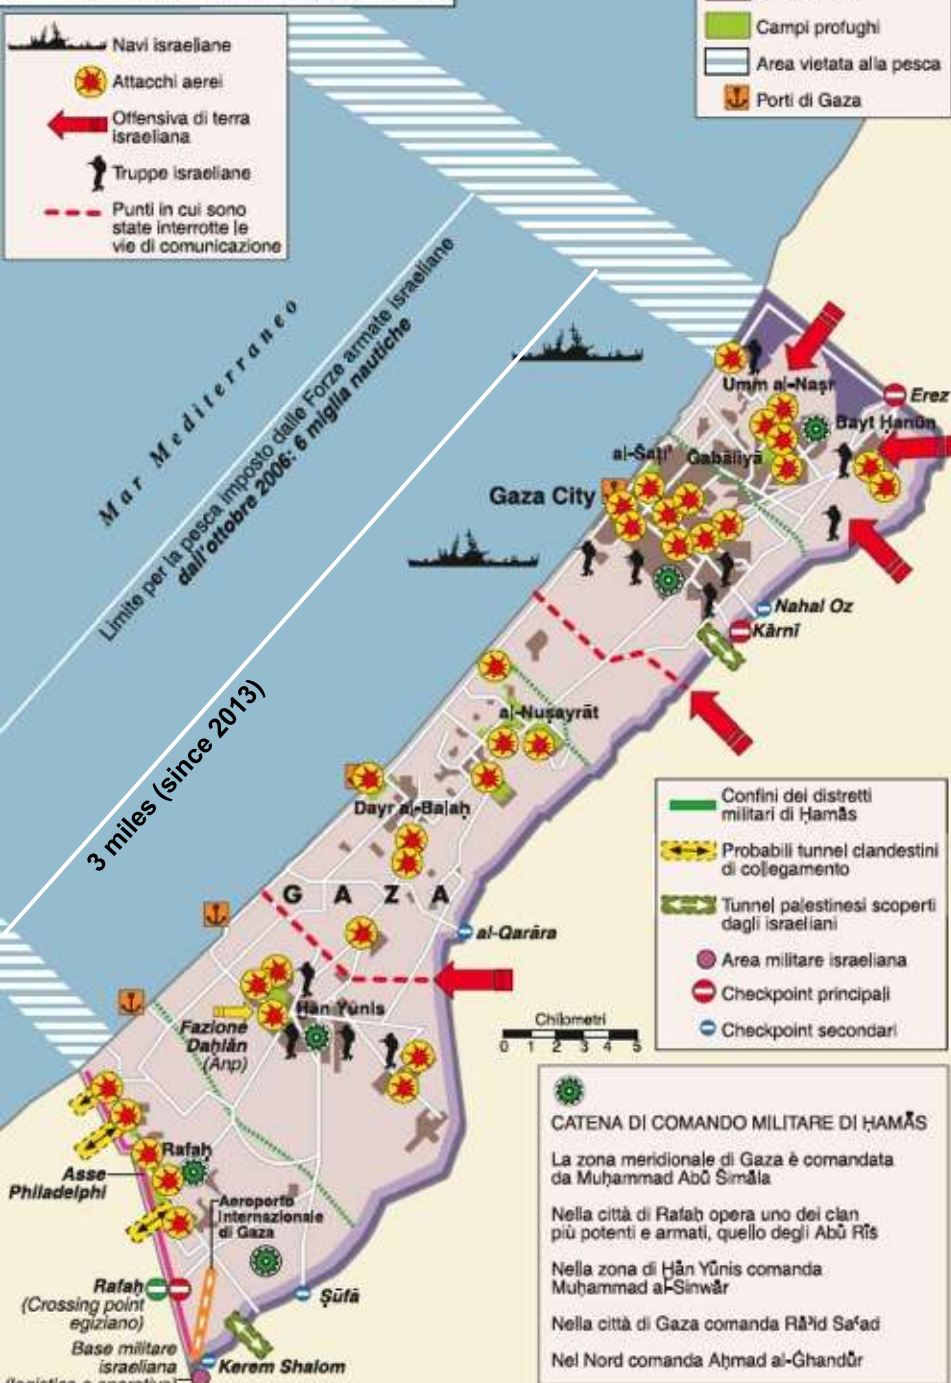 Navi israeliane
Attacchi aerei
Offensiva di terra
israeliana
Truppe israeliane
Punti in cui sono
state interrotte le
vie di comunicazione
Campi profughi
Area vietata alla pesca
Porti di Gaza
Mar Mediterraneo
Limite per la pesca imposto dalle Forze armate israeliane
dall'ottobre 2006: 6 miglia nautiche
3 miles (since 2013)
Umm al-Naṣr
Erez
Bayt Ḥanūn
al-Šaṭi'
Ǧabāliyā
Gaza City
Nahal Oz
Kārnī
al-Nuṣayrāt
Dayr al-Balaḥ
GAZA
al-Qarāra
Ḫān Yūnis
Fazione
Daḥlān
(Anp)
Chilometri
0 1 2 3 4 5
Rafaḥ
Asse
Philadelphi
Aeroporto
Internazionale
di Gaza
Rafaḥ
(Crossing point
egiziano)
Ṣūfā
Base militare
israeliana
(logistica e operativa)
Kerem Shalom
Confini dei distretti
militari di Ḥamās
Probabili tunnel clandestini
di collegamento
Tunnel palestinesi scoperti
dagli israeliani
Area militare israeliana
Checkpoint principali
Checkpoint secondari
CATENA DI COMANDO MILITARE DI ḤAMĀS
La zona meridionale di Gaza è comandata
da Muḥammad Abū Šimāla
Nella città di Rafaḥ opera uno dei clan
più potenti e armati, quello degli Abū Rīs
Nella zona di Ḫān Yūnis comanda
Muḥammad al-Sinwār
Nella città di Gaza comanda Rā'id Sa'ad
Nel Nord comanda Aḥmad al-Ġhandūr